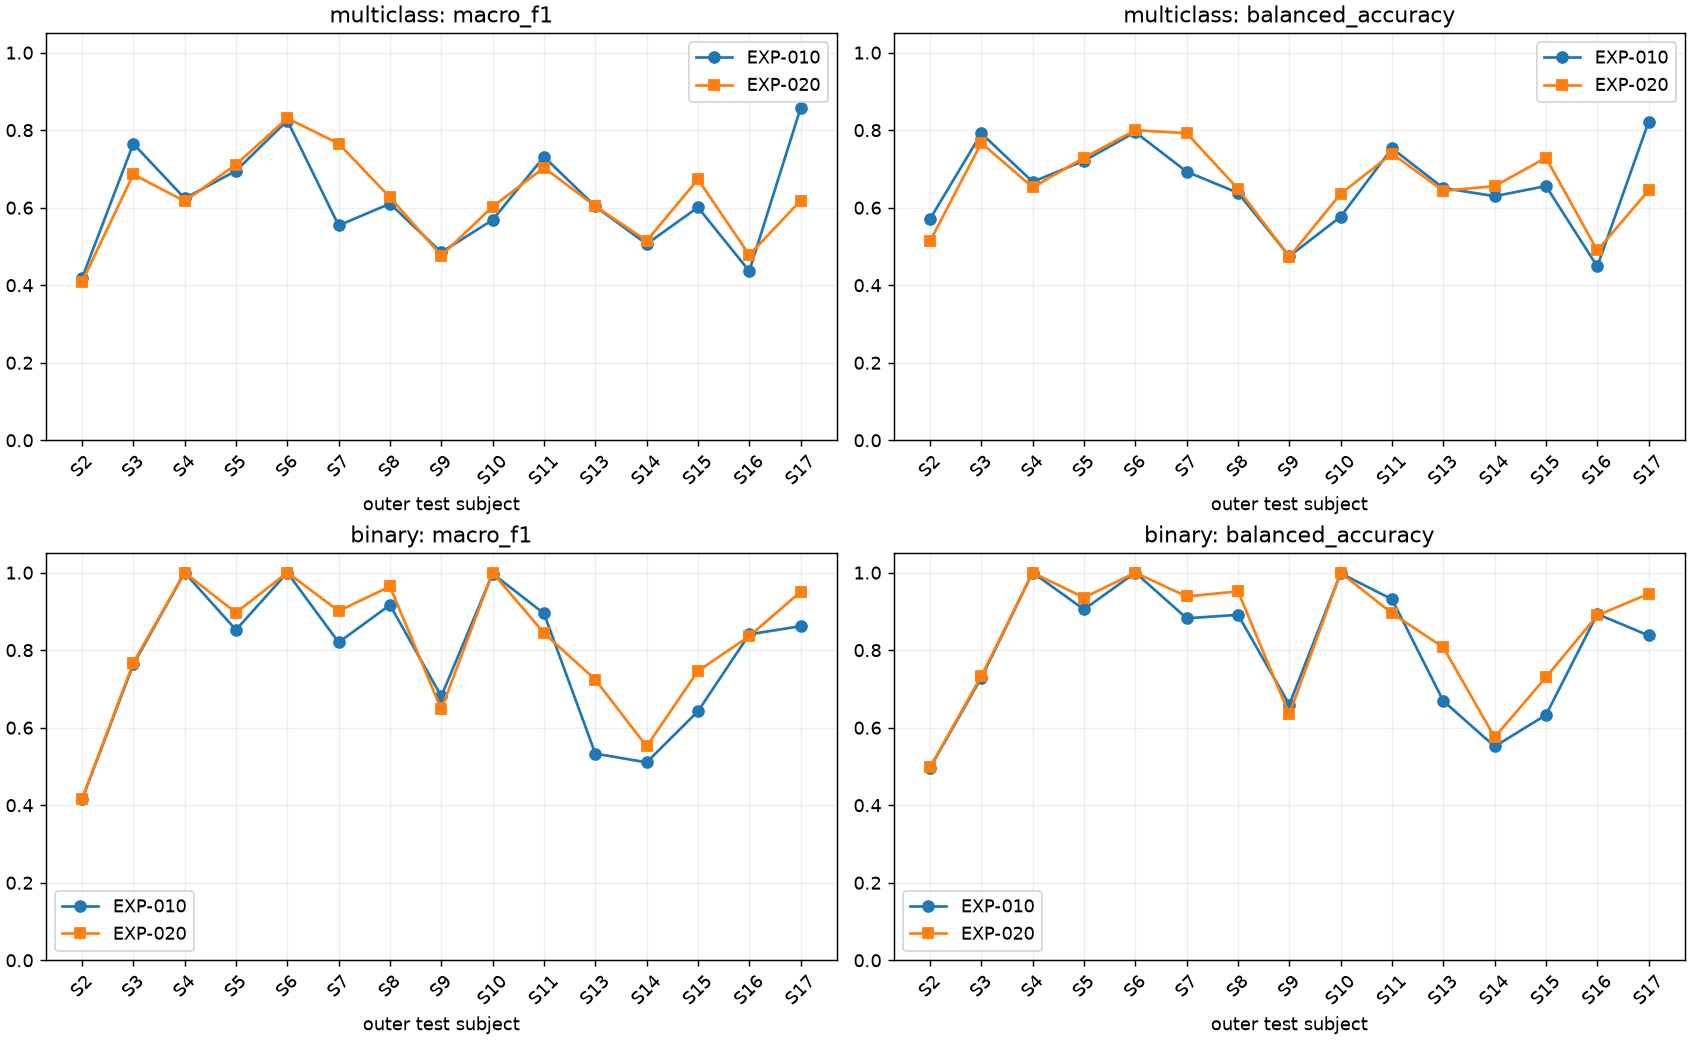 multiclass: macro_f1
1.0
0.8
0.6
0.4
0.2
0.0
EXP-010
EXP-020
S2 S3 S4 S5 S6 S7 S8 S9 S10 S11 S13 S14 S15 S16 S17
outer test subject
multiclass: balanced_accuracy
1.0
0.8
0.6
0.4
0.2
0.0
EXP-010
EXP-020
S2 S3 S4 S5 S6 S7 S8 S9 S10 S11 S13 S14 S15 S16 S17
outer test subject
binary: macro_f1
1.0
0.8
0.6
0.4
0.2
0.0
EXP-010
EXP-020
S2 S3 S4 S5 S6 S7 S8 S9 S10 S11 S13 S14 S15 S16 S17
outer test subject
binary: balanced_accuracy
1.0
0.8
0.6
0.4
0.2
0.0
EXP-010
EXP-020
S2 S3 S4 S5 S6 S7 S8 S9 S10 S11 S13 S14 S15 S16 S17
outer test subject